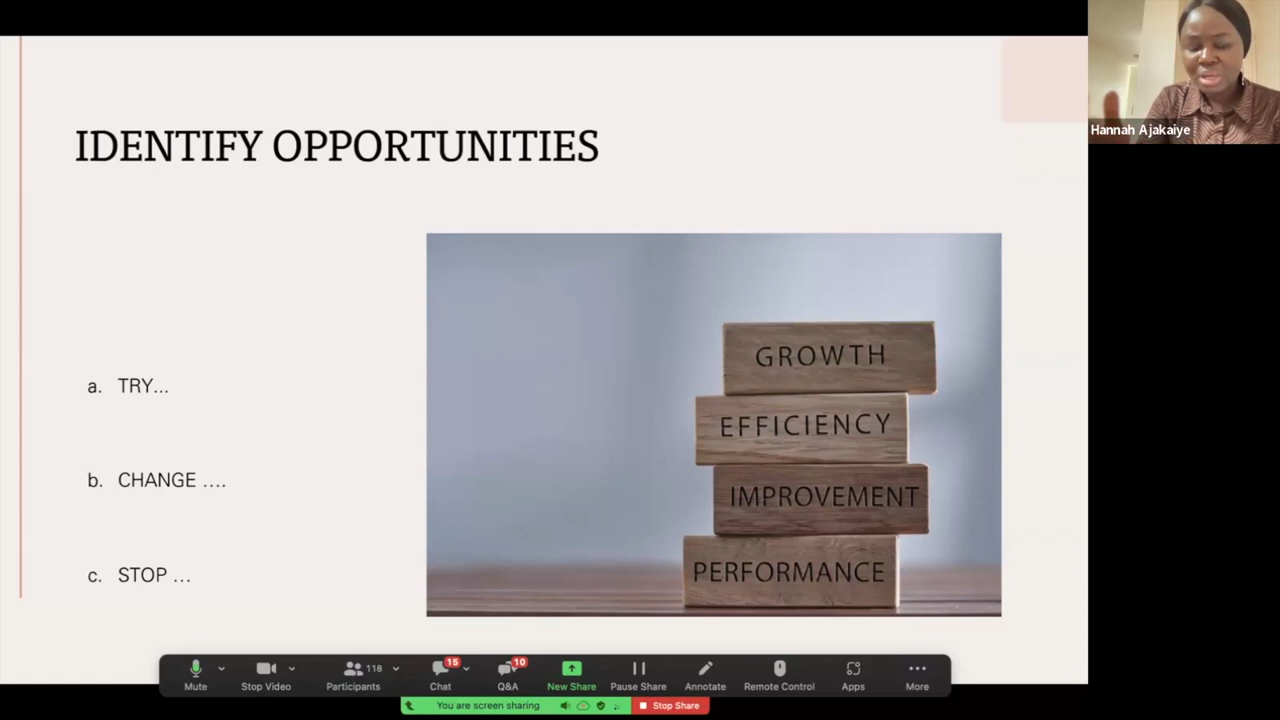 IDENTIFY OPPORTUNITIES
Hannah Ajakaiye
a. TRY...
b. CHANGE ....
c. STOP ...
GROWTH
EFFICIENCY
IMPROVEMENT
PERFORMANCE
15
10
118
Mute
Stop Video
Participants
Chat
Q&A
New Share
Pause Share
Annotate
Remote Control
Apps
More
You are screen sharing
Stop Share